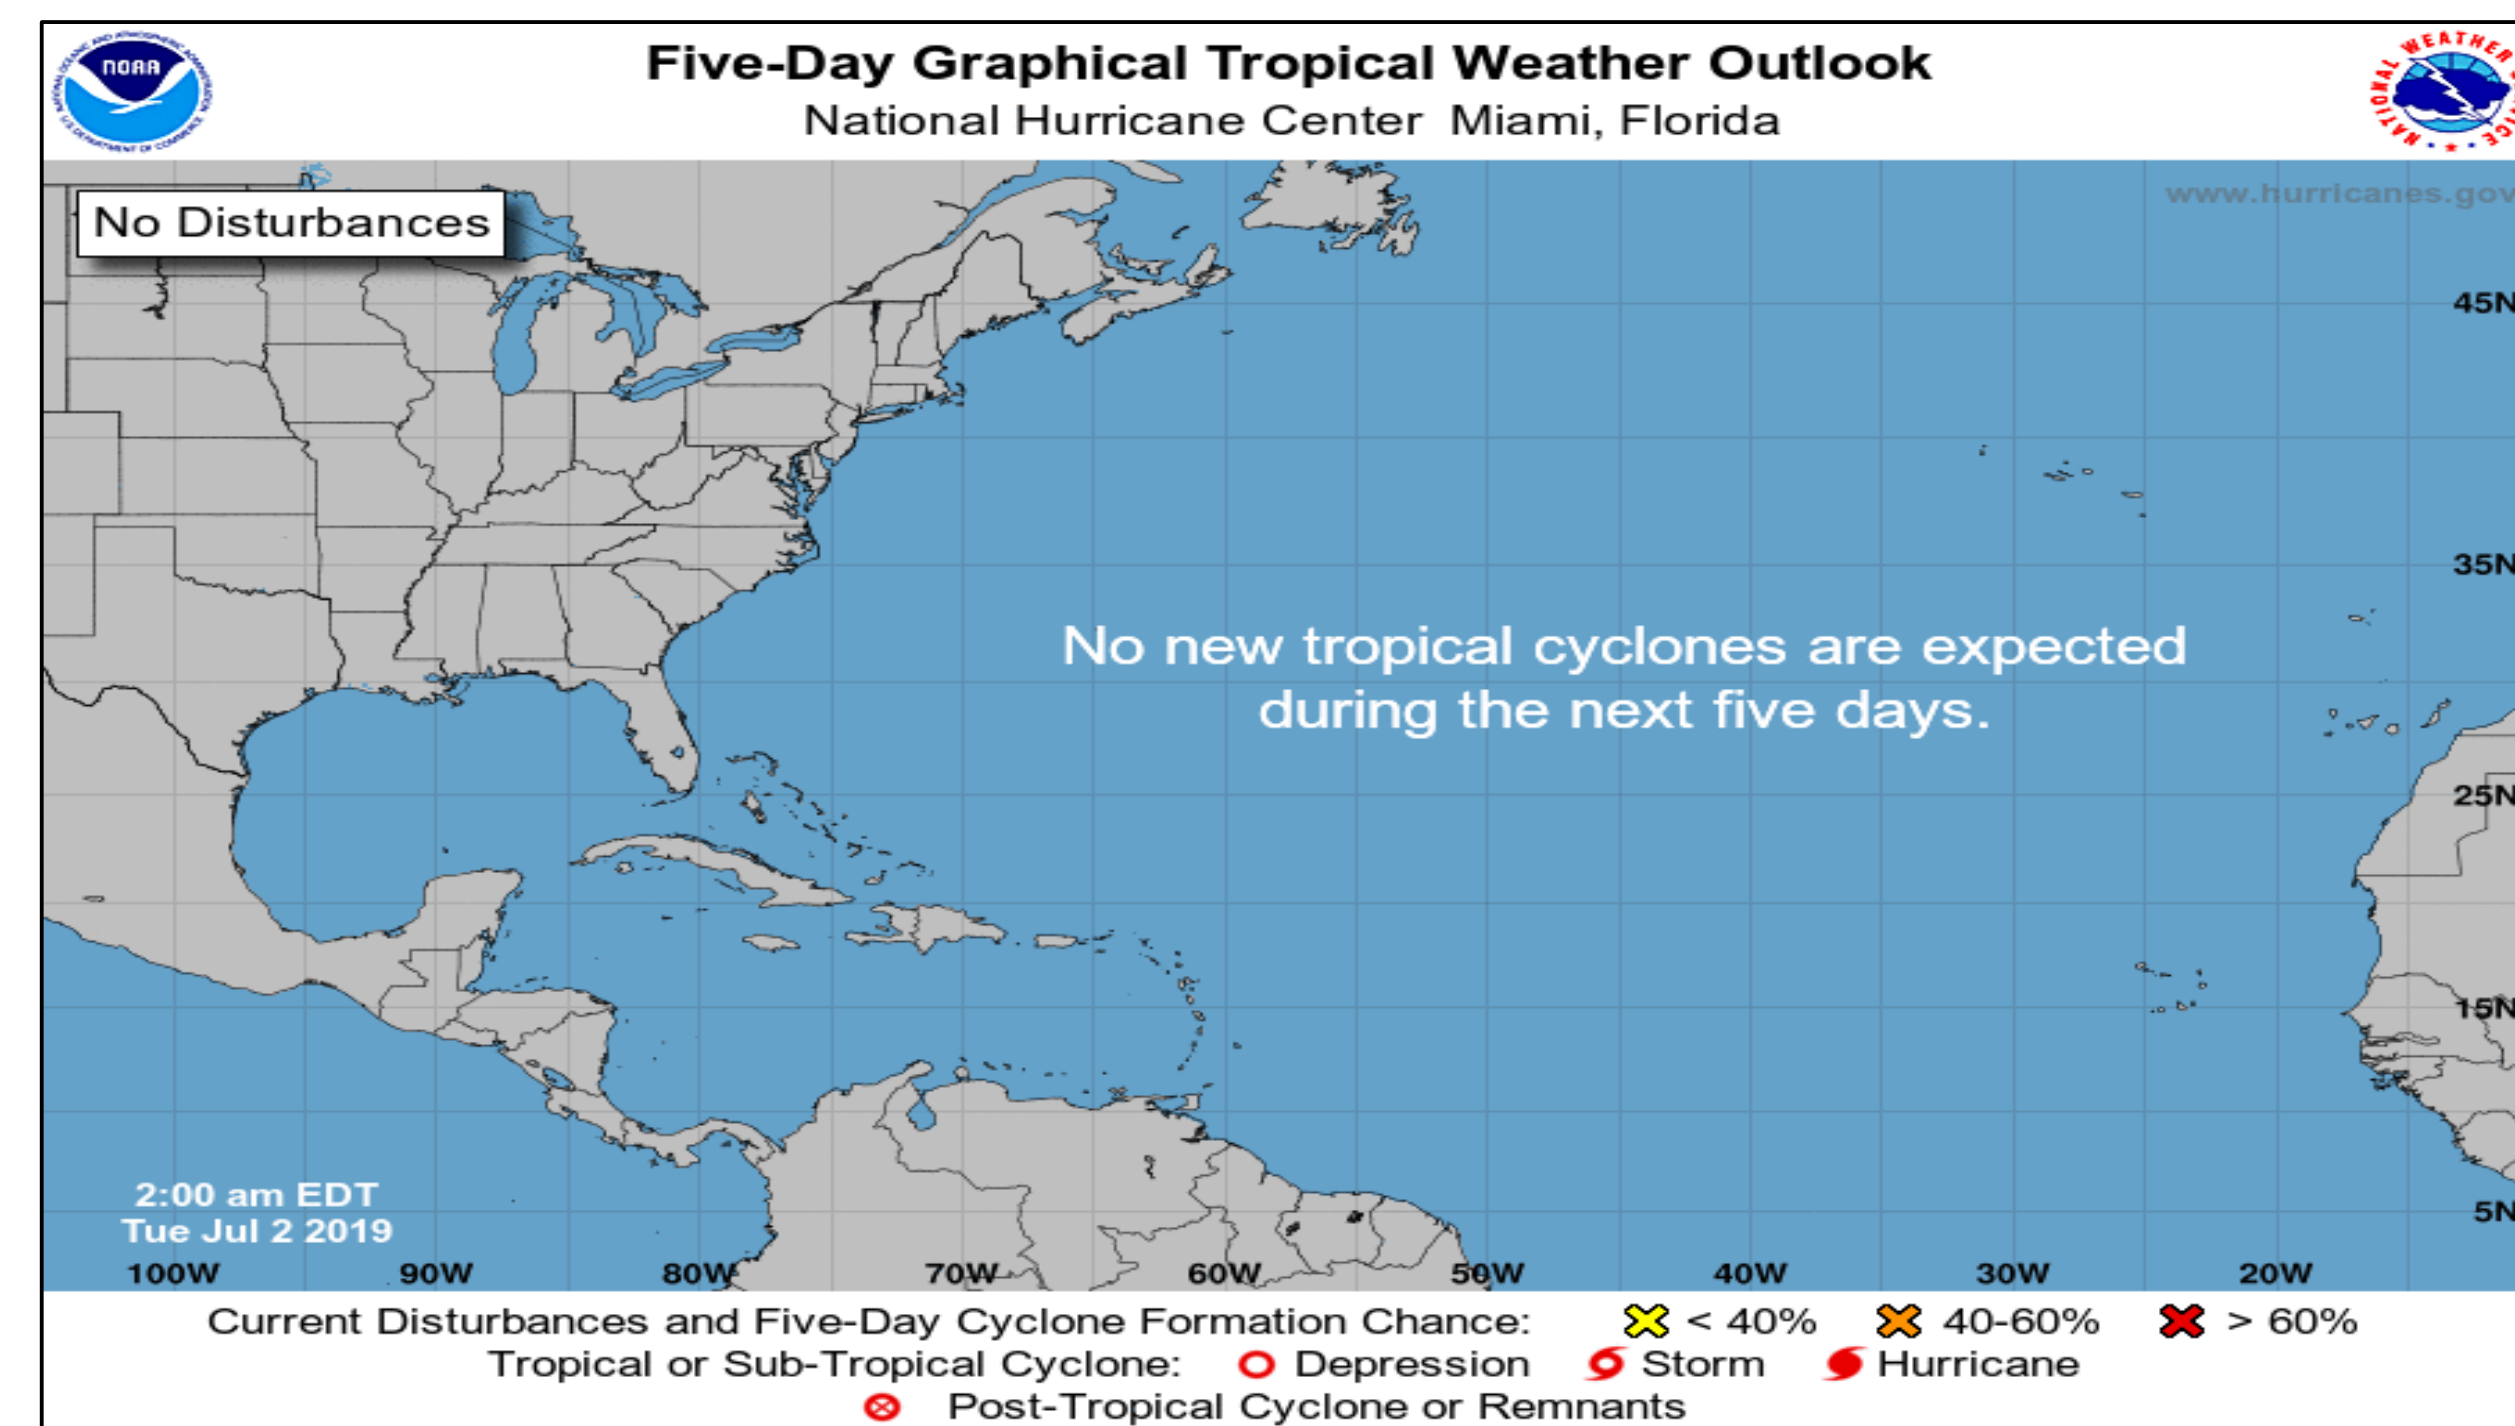 NOAA
Five-Day Graphical Tropical Weather Outlook
National Hurricane Center Miami, Florida
NATIONAL WEATHER
www.hurricanes.gov
No Disturbances
45N
35N
No new tropical cyclones are expected
during the next five days.
25N
15N
2:00 am EDT
Tue Jul 2 2019
5N
100W 90W 80W 70W 60W 50W 40W 30W 20W
Current Disturbances and Five-Day Cyclone Formation Chance: < 40% 40-60% > 60%
Tropical or Sub-Tropical Cyclone: Depression Storm Hurricane
Post-Tropical Cyclone or Remnants